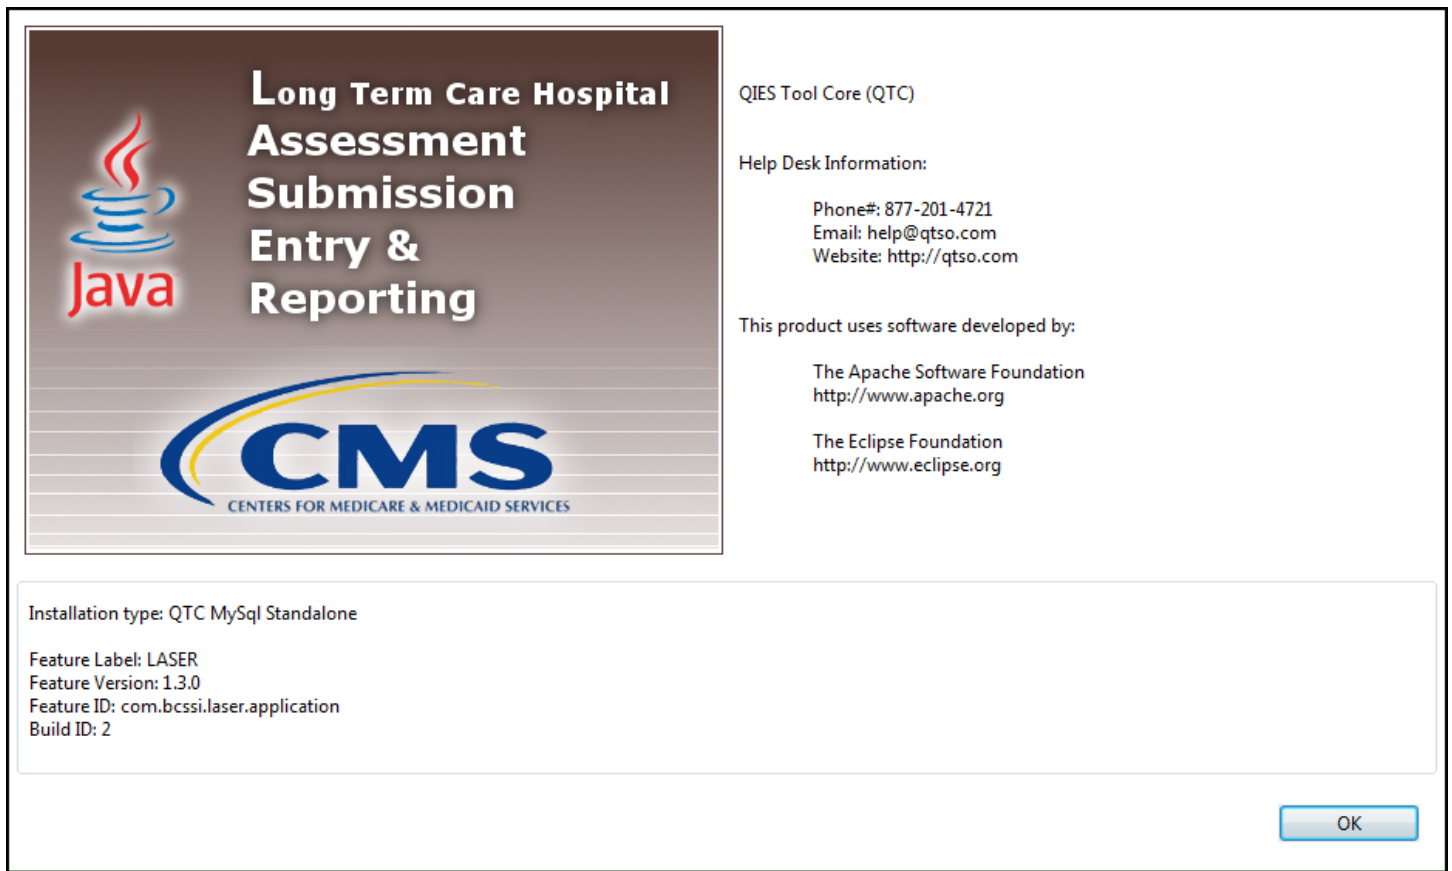 Long Term Care Hospital
Assessment
Submission
Entry &
Reporting
Java
CMS
CENTERS FOR MEDICARE & MEDICAID SERVICES
QIES Tool Core (QTC)
Help Desk Information:
Phone#: 877-201-4721
Email: help@qtso.com
Website: http://qtso.com
This product uses software developed by:
The Apache Software Foundation
http://www.apache.org
The Eclipse Foundation
http://www.eclipse.org
Installation type: QTC MySql Standalone
Feature Label: LASER
Feature Version: 1.3.0
Feature ID: com.bcssi.laser.application
Build ID: 2
OK